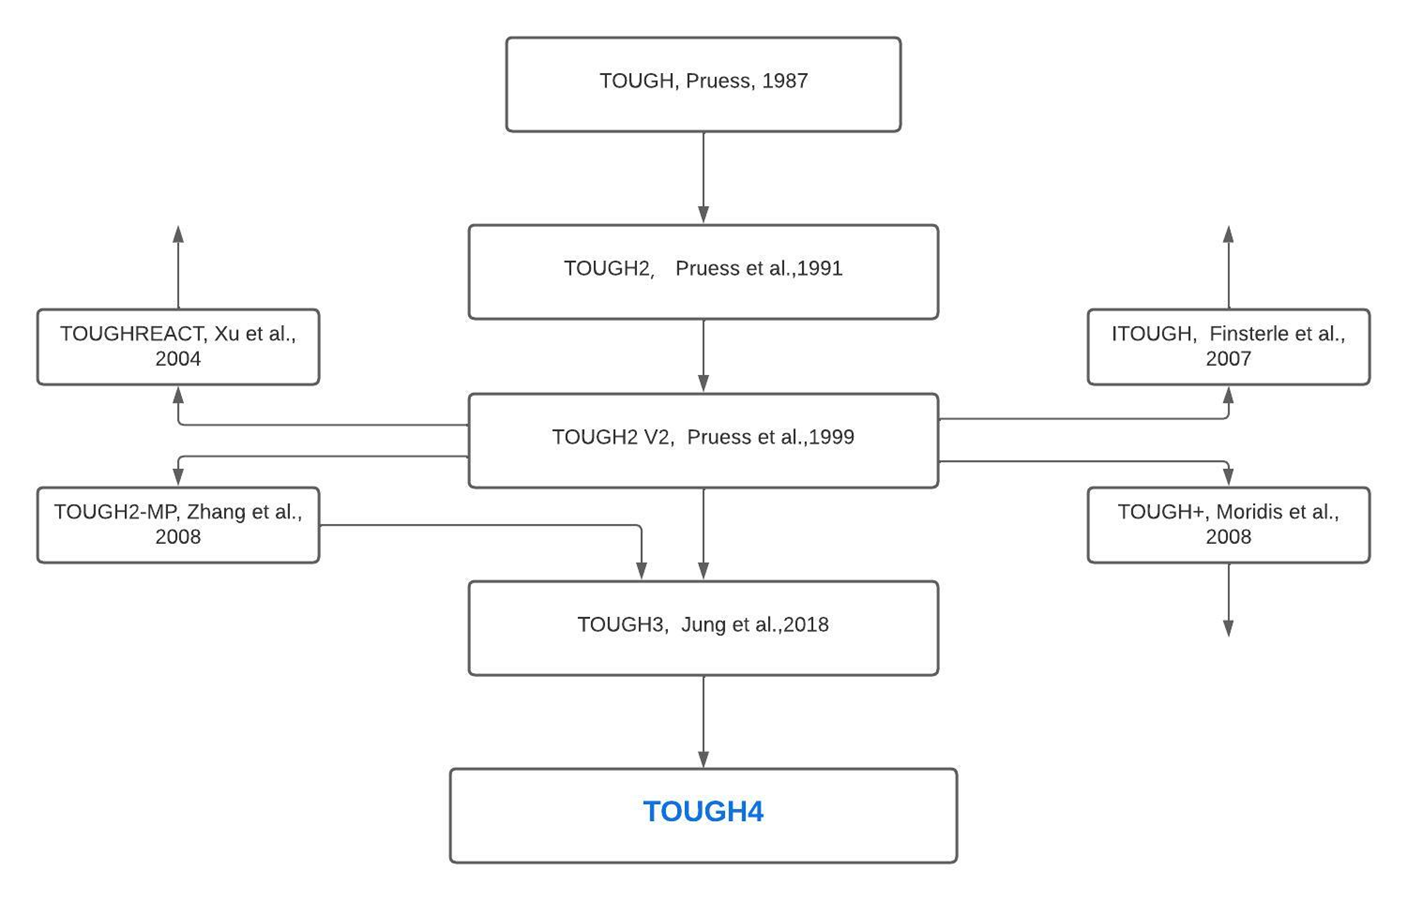 TOUGH, Pruess, 1987
TOUGH2, Pruess et al.,1991
TOUGHREACT, Xu et al.,
2004
ITOUGH, Finsterle et al.,
2007
TOUGH2 V2, Pruess et al.,1999
TOUGH2-MP, Zhang et al.,
2008
TOUGH+, Moridis et al.,
2008
TOUGH3, Jung et al.,2018
TOUGH4